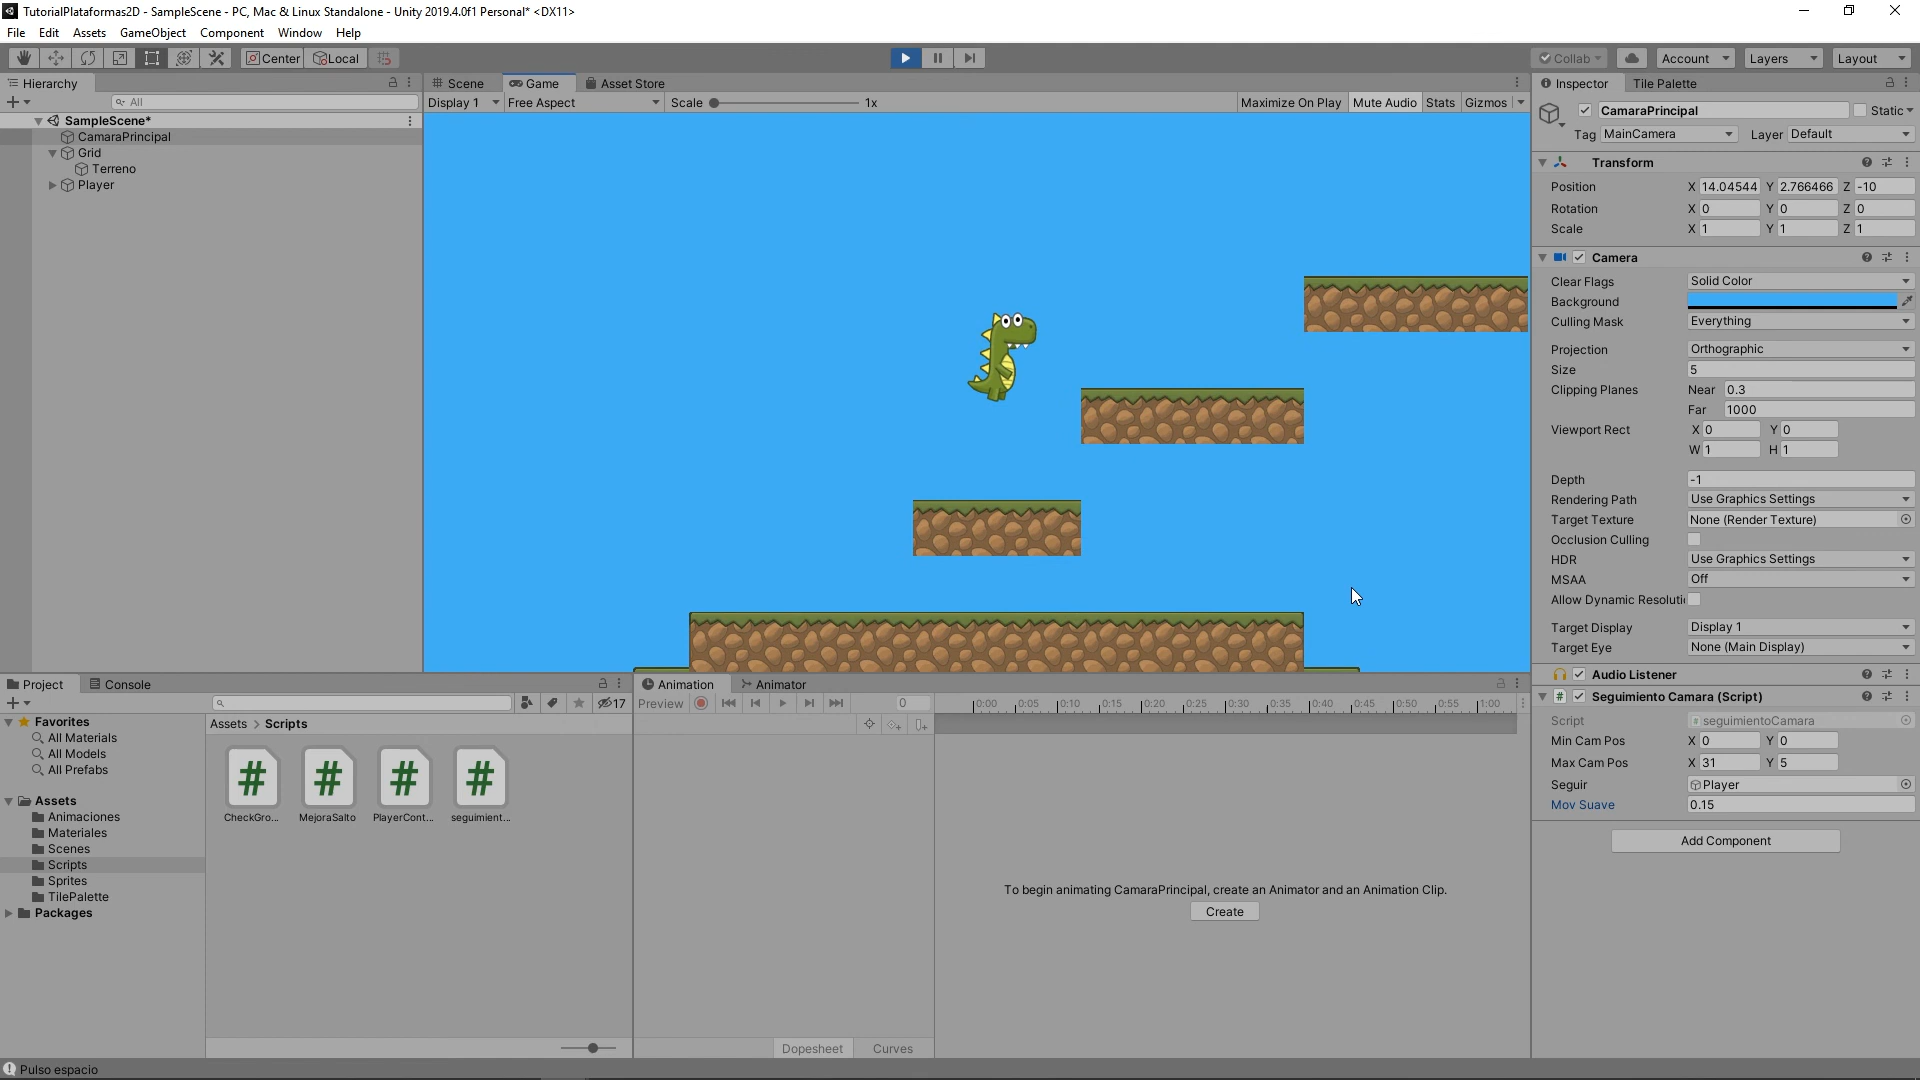 TutorialPlataformas2D - SampleScene - PC, Mac & Linux Standalone - Unity 2019.4.0f1 Personal* <DX11>
File Edit Assets GameObject Component Window Help
Center Local Collab Account Layers Layout
Hierarchy
All
SampleScene*
CamaraPrincipal
Grid
Terreno
Player
Scene Game Asset Store
Display 1 Free Aspect Scale 1x Maximize On Play Mute Audio Stats Gizmos
Inspector Tile Palette
CamaraPrincipal Static
Tag MainCamera Layer Default
Transform
Position X 14.04544 Y 2.766466 Z -10
Rotation X 0 Y 0 Z 0
Scale X 1 Y 1 Z 1
Camera
Clear Flags Solid Color
Background
Culling Mask Everything
Projection Orthographic
Size 5
Clipping Planes Near 0.3
Far 1000
Viewport Rect X 0 Y 0
W 1 H 1
Depth -1
Rendering Path Use Graphics Settings
Target Texture None (Render Texture)
Occlusion Culling
HDR Use Graphics Settings
MSAA Off
Allow Dynamic Resoluti
Target Display Display 1
Target Eye None (Main Display)
Audio Listener
# Seguimiento Camara (Script)
Script seguimientoCamara
Min Cam Pos X 0 Y 0
Max Cam Pos X 31 Y 5
Seguir Player
Mov Suave 0.15
Add Component
Project Console
17
Favorites
All Materials
All Models
All Prefabs
Assets
Animaciones
Materiales
Scenes
Scripts
Sprites
TilePalette
Packages
Assets > Scripts
# # # #
CheckGro... MejoraSalto PlayerCont... seguimient...
Animation Animator
Preview 0 0:00 0:05 0:10 0:15 0:20 0:25 0:30 0:35 0:40 0:45 0:50 0:55 1:00
To begin animating CamaraPrincipal, create an Animator and an Animation Clip.
Create
Dopesheet Curves
Pulso espacio